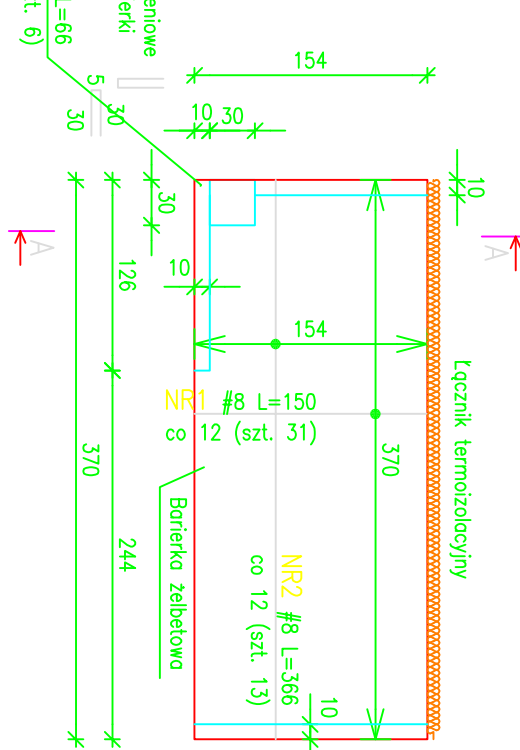 eniowe
erki
L=66
t. 6)
154
10
30
5
30
30
10
30
A
A
10
126
154
Łącznik termoizolacyjny
NR1 #8 L=150
co 12 (szt. 31)
370
370
244
Barierka żelbetowa
NR2 #8 L=366
co 12 (szt. 13)
10